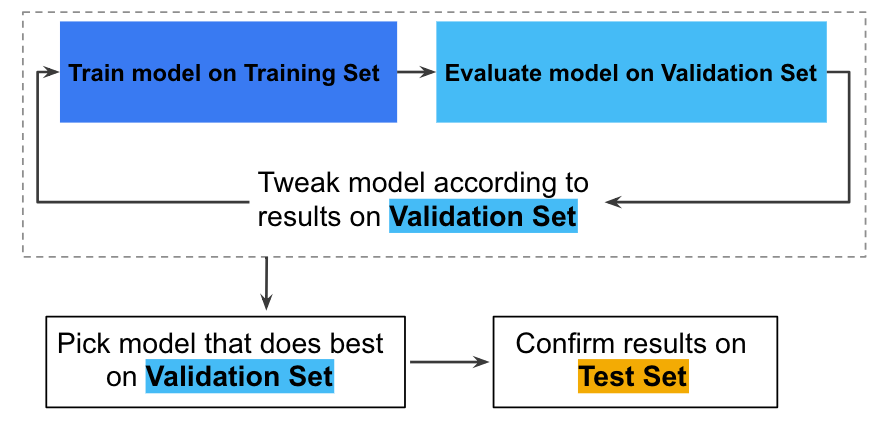 Train model on Training Set
Evaluate model on Validation Set
Tweak model according to
results on Validation Set
Pick model that does best
on Validation Set
Confirm results on
Test Set